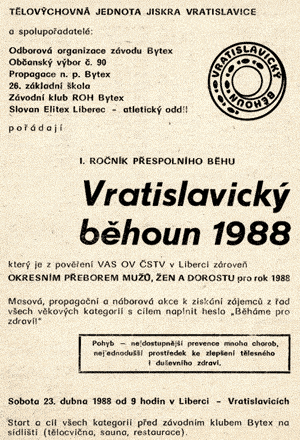 TĚLOVÝCHOVNÁ JEDNOTA JISKRA VRATISLAVICE
a spolupořadatelé:
Odborová organizace závodu Bytex
Občanský výbor č. 90
Propagace n. p. Bytex
26. základní škola
Závodní klub ROH Bytex
Slovan Elitex Liberec - atletický oddíl
VRATISLAVICKÝ
BĚHOUN
pořádají
I. ROČNÍK PŘESPOLNÍHO BĚHU
Vratislavický
běhoun 1988
který je z pověření VAS OV ČSTV v Liberci zároveň
OKRESNÍM PŘEBOREM MUŽŮ, ŽEN A DOROSTU pro rok 1988
Masová, propagační a náborová akce k získání zájemců z řad
všech věkových kategorií s cílem naplnit heslo „Běháme pro
zdraví"
Pohyb – nejdostupnější prevence mnoha chorob,
nejednodušší prostředek ke zlepšení tělesného
i duševního zdraví.
Sobota 23. dubna 1988 od 9 hodin v Liberci - Vratislavicích
Start a cíl všech kategorií před závodním klubem Bytex na
sídlišti (tělocvična, sauna, restaurace).